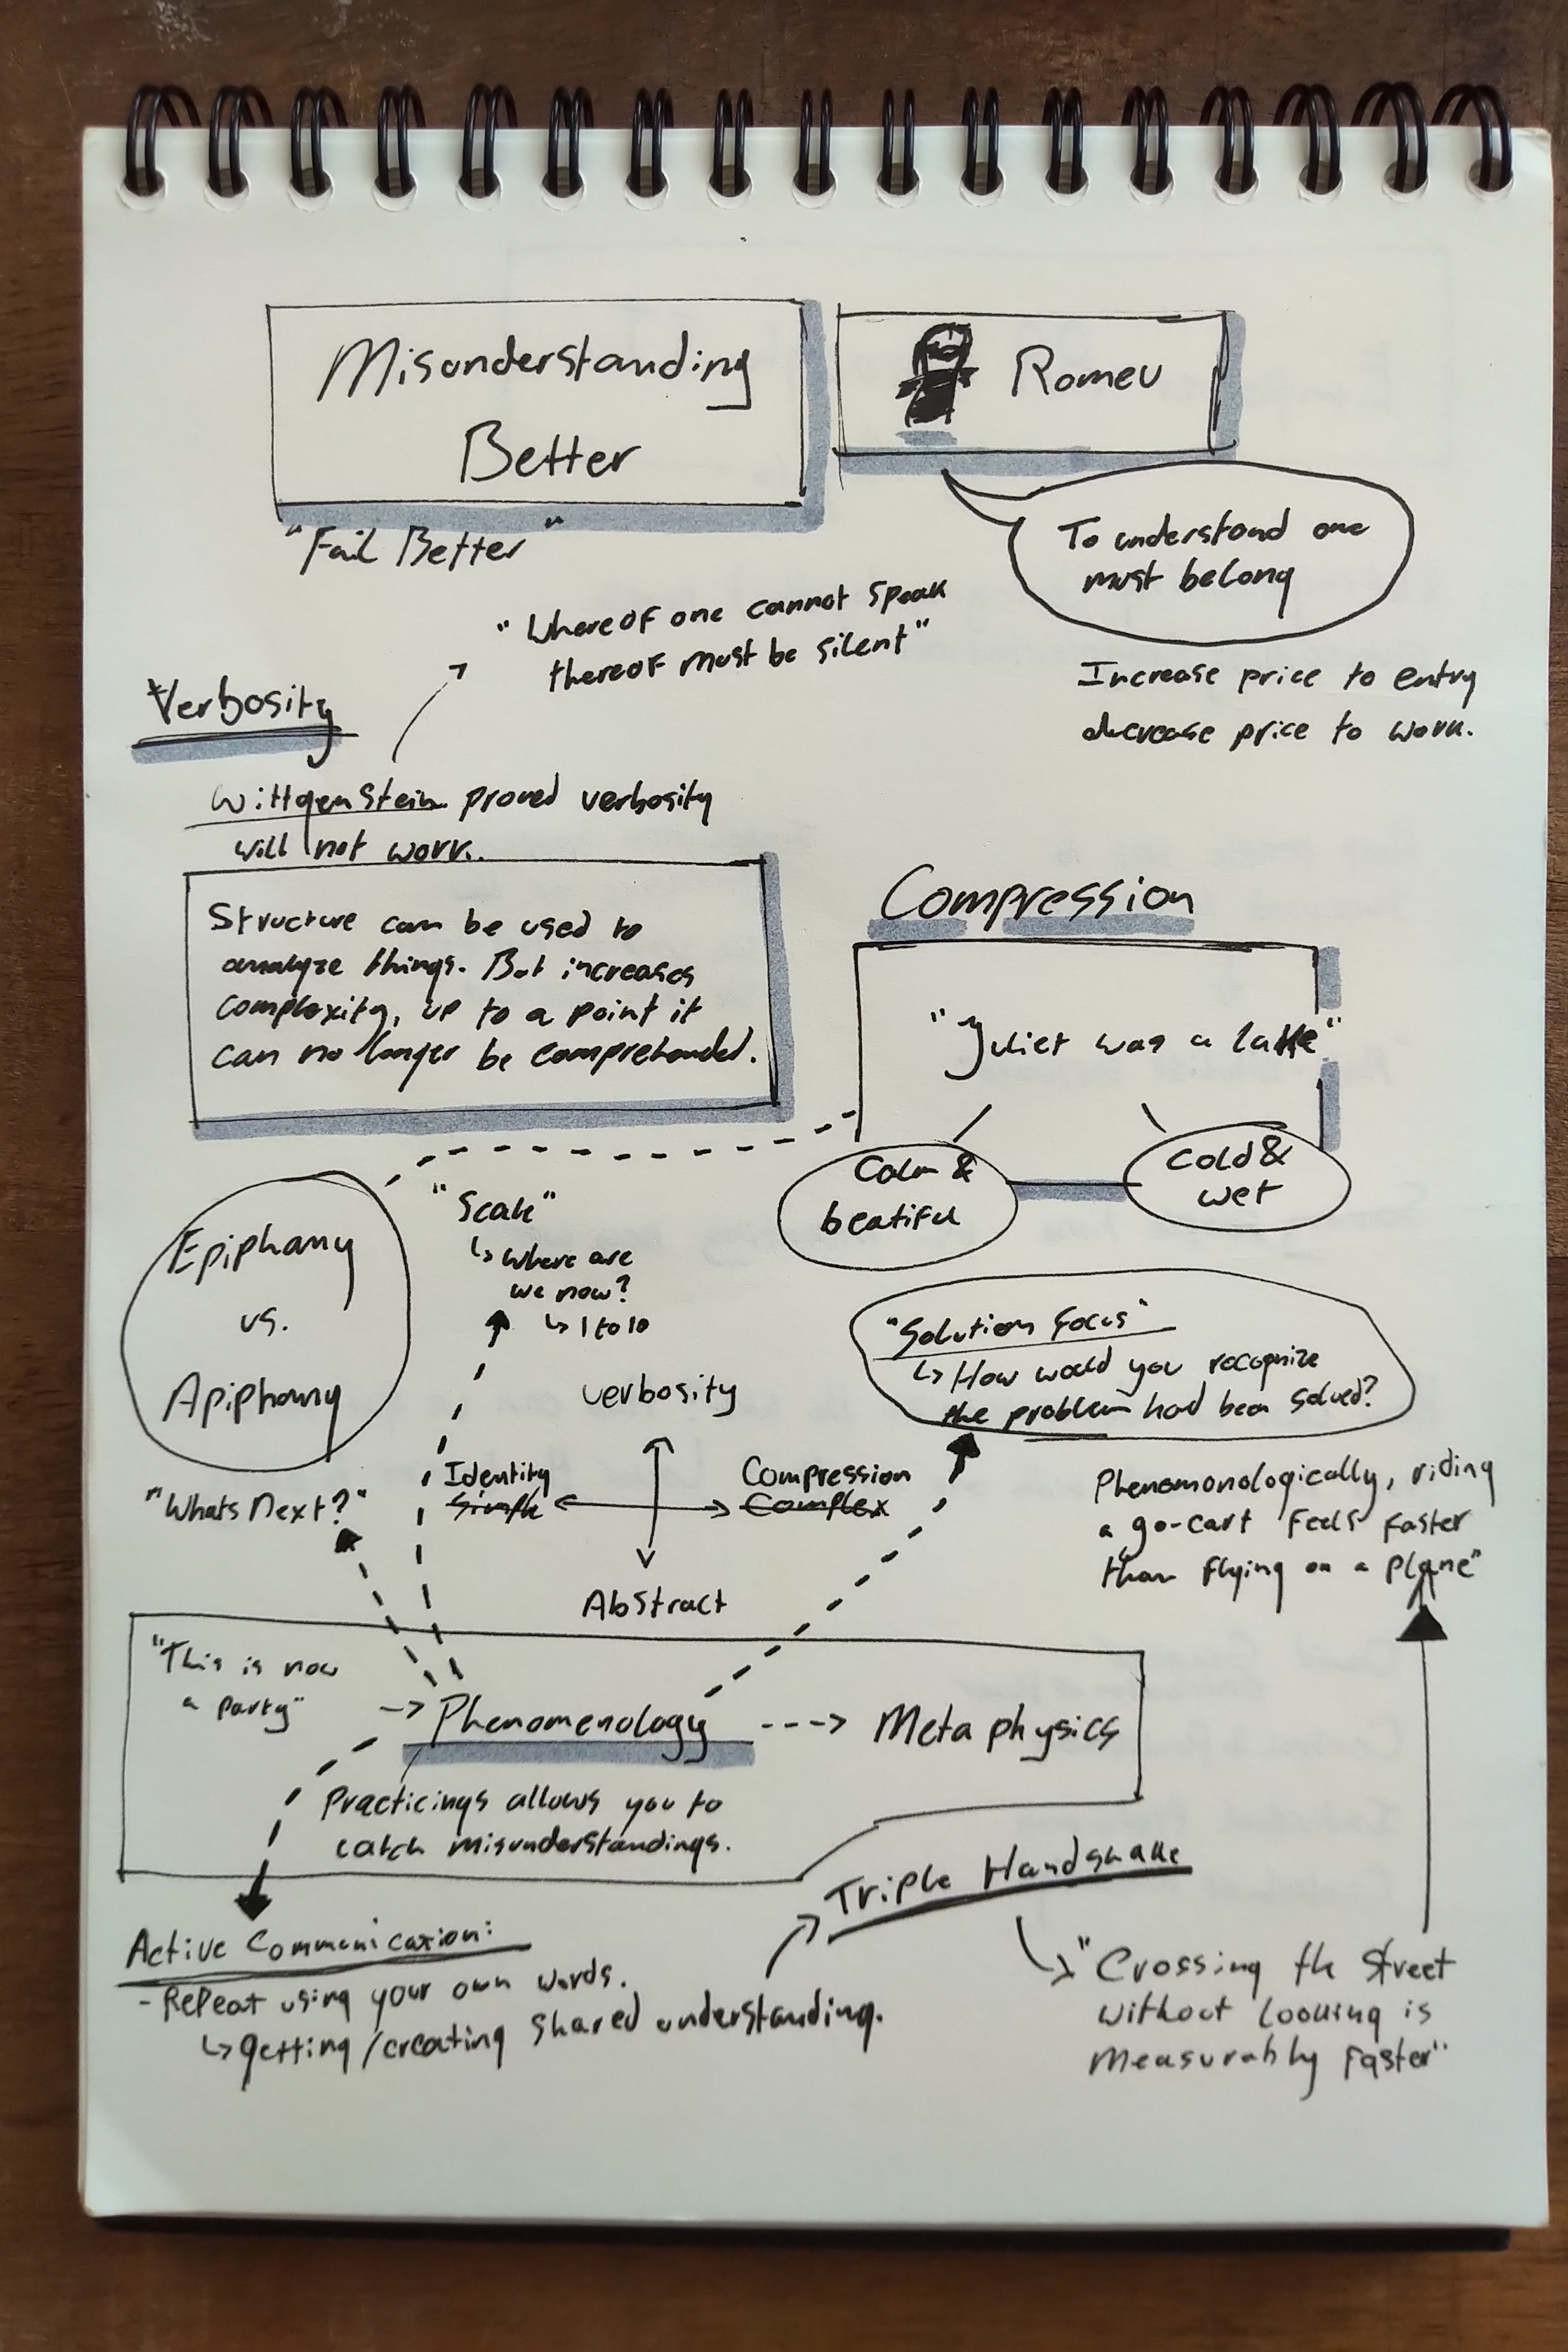 Misunderstanding
Better
Romeu
"Fail Better"
To understand one
must belong
"Whereof one cannot speak
thereof must be silent"
Increase price to entry
decrease price to work.
Verbosity
Wittgenstein proved verbosity
will not work.
Structure can be used to
analyze things. But increases
complexity, up to a point it
can no longer be comprehended.
Compression
"Juliet was a lake"
Calm &
beatiful
cold &
wet
Epiphany
vs.
Apiphany
"Scale"
↳ where are
we now?
↳ 1 to 10
"Solution Focus"
↳ How would you recognize
the problem had been solved?
verbosity
Identity
Simple
Compression
Complex
Abstract
"Whats next?"
Phenomonologically, riding
a go-cart feels faster
than flying on a plane"
"This is now
a party"
-> Phenomenology ---> Metaphysics
Practicings allows you to
catch misunderstandings.
Triple Handshake
Active Communication:
- Repeat using your own words.
↳ getting/creating shared understanding.
"Crossing the street
without looking is
measurably faster"